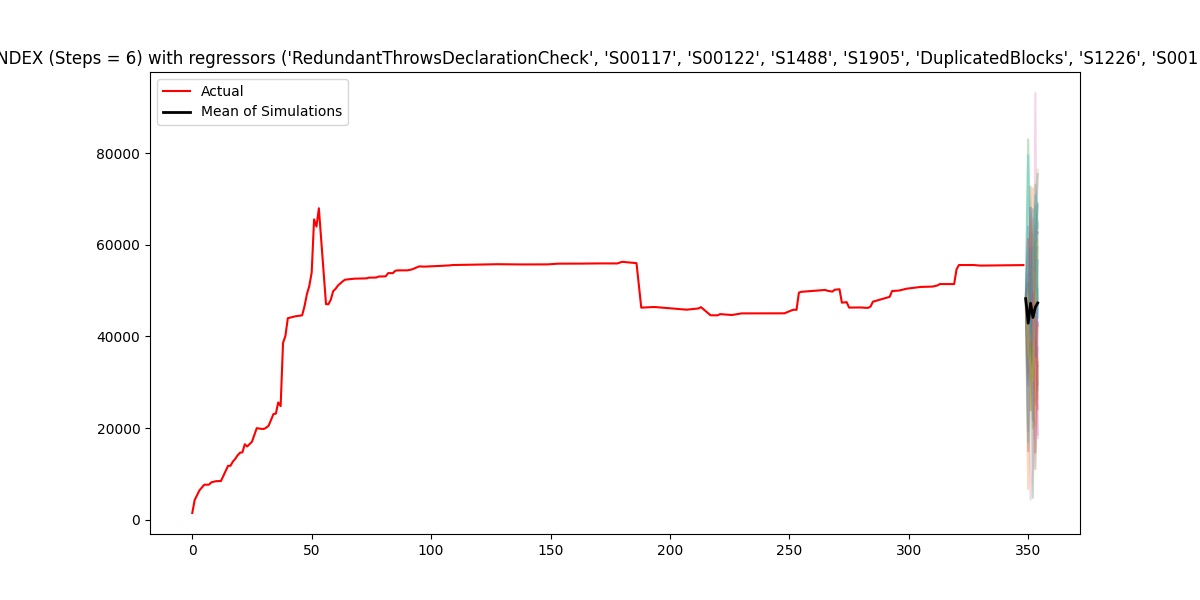 NDEX (Steps = 6) with regressors ('RedundantThrowsDeclarationCheck', 'S00117', 'S00122', 'S1488', 'S1905', 'DuplicatedBlocks', 'S1226', 'S001
Actual
Mean of Simulations
80000
60000
40000
20000
0
0 50 100 150 200 250 300 350